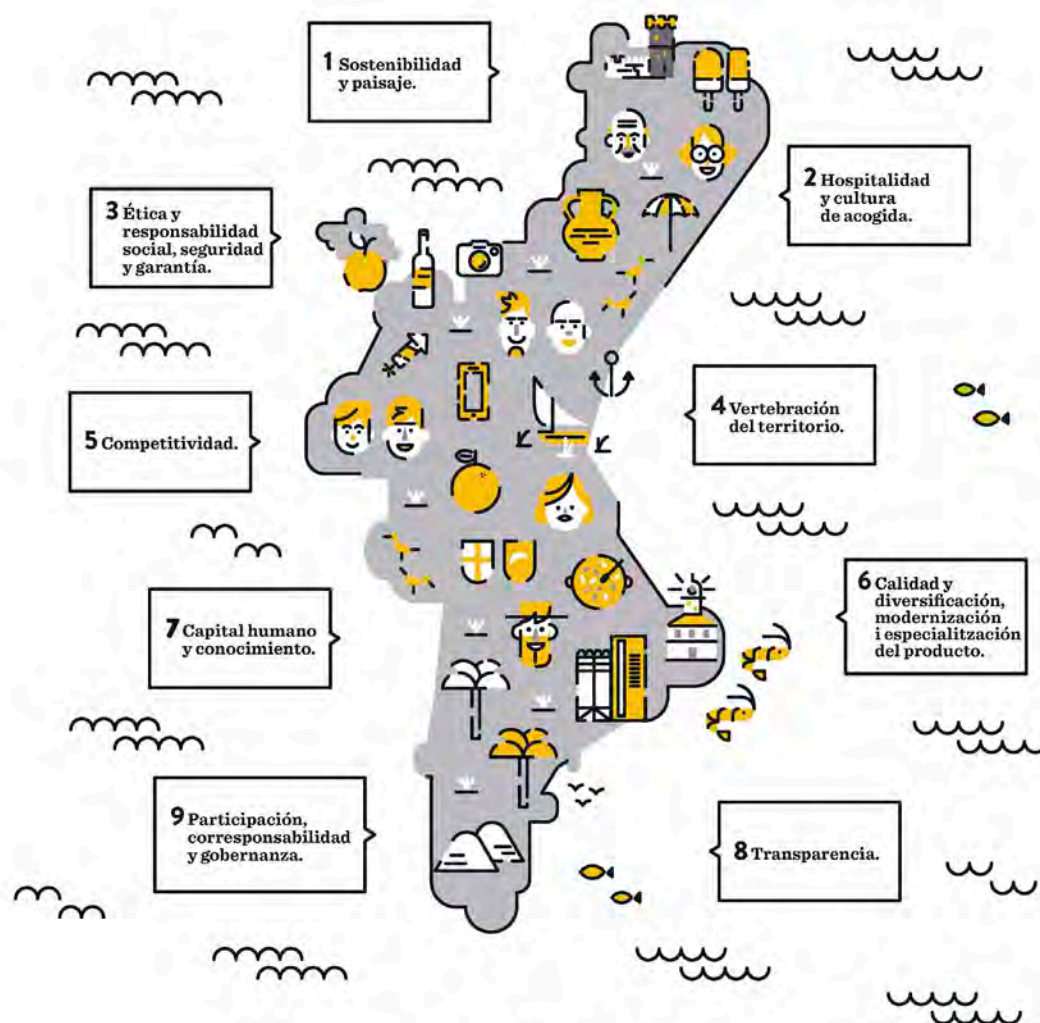 1 Sostenibilidad
y paisaje.
2 Hospitalidad
y cultura
de acogida.
3 Ética y
responsabilidad
social, seguridad
y garantía.
4 Vertebración
del territorio.
5 Competitividad.
6 Calidad y
diversificación,
modernización
i especialitzación
del producto.
7 Capital humano
y conocimiento.
8 Transparencia.
9 Participación,
corresponsabilidad
y gobernanza.